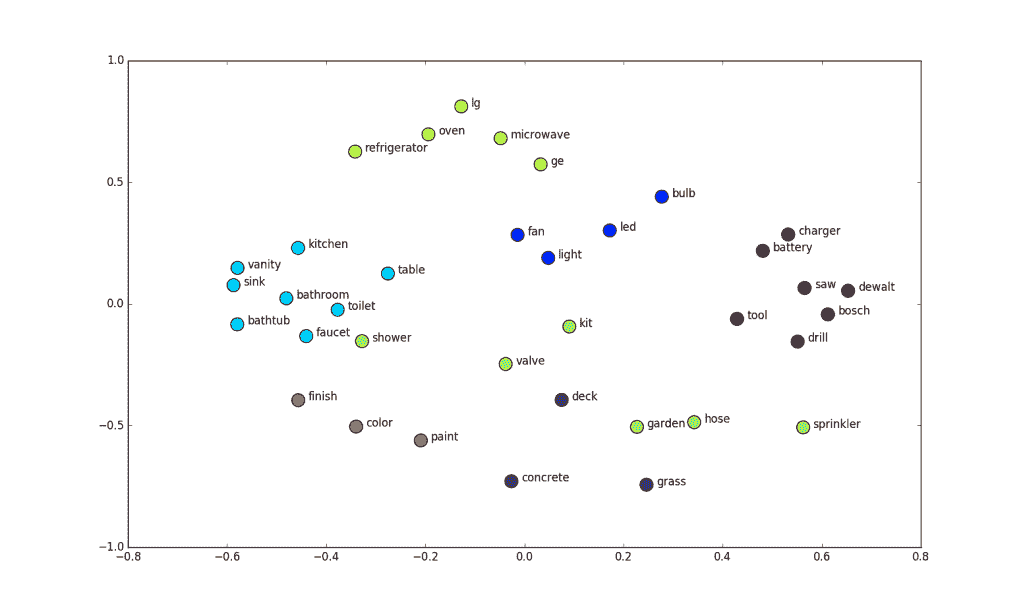 1.0
lg
oven
microwave
refrigerator
ge
0.5
bulb
led
fan
charger
kitchen
battery
light
vanity
table
sink
saw
dewalt
bathroom
0.0
toilet
bosch
tool
bathtub
kit
faucet
shower
drill
valve
finish
deck
color
garden
hose
sprinkler
−0.5
paint
concrete
grass
−1.0
−0.8 −0.6 −0.4 −0.2 0.0 0.2 0.4 0.6 0.8